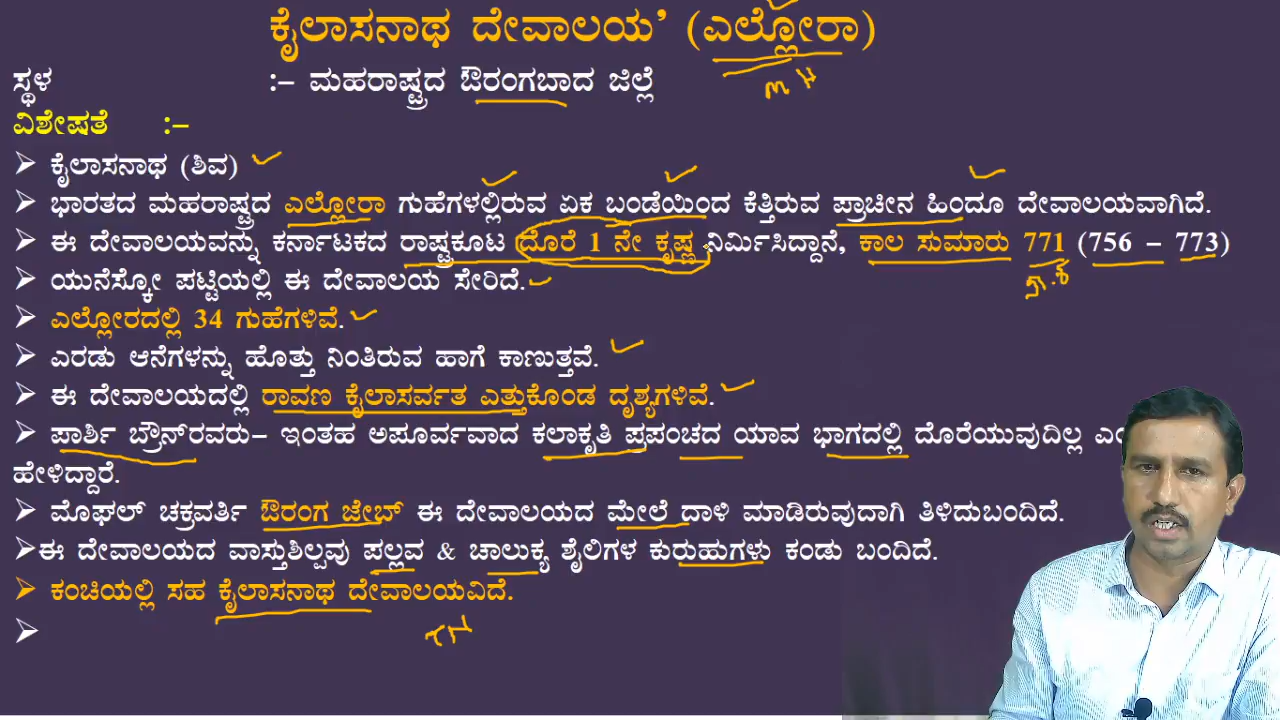 ಕೈಲಾಸನಾಥ ದೇವಾಲಯ’ (ಎಲ್ಲೋರಾ)
MH
ಸ್ಥಳ :– ಮಹರಾಷ್ಟ್ರದ ಔರಂಗಬಾದ ಜಿಲ್ಲೆ
ವಿಶೇಷತೆ :–
➢ ಕೈಲಾಸನಾಥ (ಶಿವ)
➢ ಭಾರತದ ಮಹರಾಷ್ಟ್ರದ ಎಲ್ಲೋರಾ ಗುಹೆಗಳಲ್ಲಿರುವ ಏಕ ಬಂಡೆಯಿಂದ ಕೆತ್ತಿರುವ ಪ್ರಾಚೀನ ಹಿಂದೂ ದೇವಾಲಯವಾಗಿದೆ.
➢ ಈ ದೇವಾಲಯವನ್ನು ಕರ್ನಾಟಕದ ರಾಷ್ಟ್ರಕೂಟ ದೊರೆ 1 ನೇ ಕೃಷ್ಣ ನಿರ್ಮಿಸಿದ್ದಾನೆ, ಕಾಲ ಸುಮಾರು 771 (756 – 773)
➢ ಯುನೆಸ್ಕೋ ಪಟ್ಟಿಯಲ್ಲಿ ಈ ದೇವಾಲಯ ಸೇರಿದೆ.
➢ ಎಲ್ಲೋರದಲ್ಲಿ 34 ಗುಹೆಗಳಿವೆ.
➢ ಎರಡು ಆನೆಗಳನ್ನು ಹೊತ್ತು ನಿಂತಿರುವ ಹಾಗೆ ಕಾಣುತ್ತವೆ.
➢ ಈ ದೇವಾಲಯದಲ್ಲಿ ರಾವಣ ಕೈಲಾಸರ್ವತ ಎತ್ತುಕೊಂಡ ದೃಶ್ಯಗಳಿವೆ.
➢ ಪಾರ್ಶಿ ಬ್ರೌನ್‌ರವರು– ಇಂತಹ ಅಪೂರ್ವವಾದ ಕಲಾಕೃತಿ ಪ್ರಪಂಚದ ಯಾವ ಭಾಗದಲ್ಲಿ ದೊರೆಯುವುದಿಲ್ಲ
ಹೇಳಿದ್ದಾರೆ.
➢ ಮೊಘಲ್ ಚಕ್ರವರ್ತಿ ಔರಂಗ ಜೇಬ್ ಈ ದೇವಾಲಯದ ಮೇಲೆ ದಾಳಿ ಮಾಡಿರುವುದಾಗಿ ತಿಳಿದುಬಂದಿದೆ.
➢ ಈ ದೇವಾಲಯದ ವಾಸ್ತುಶಿಲ್ಪವು ಪಲ್ಲವ & ಚಾಲುಕ್ಯ ಶೈಲಿಗಳ ಕುರುಹುಗಳು ಕಂಡು ಬಂದಿದೆ.
➢ ಕಂಚಿಯಲ್ಲಿ ಸಹ ಕೈಲಾಸನಾಥ ದೇವಾಲಯವಿದೆ.
TN
➢